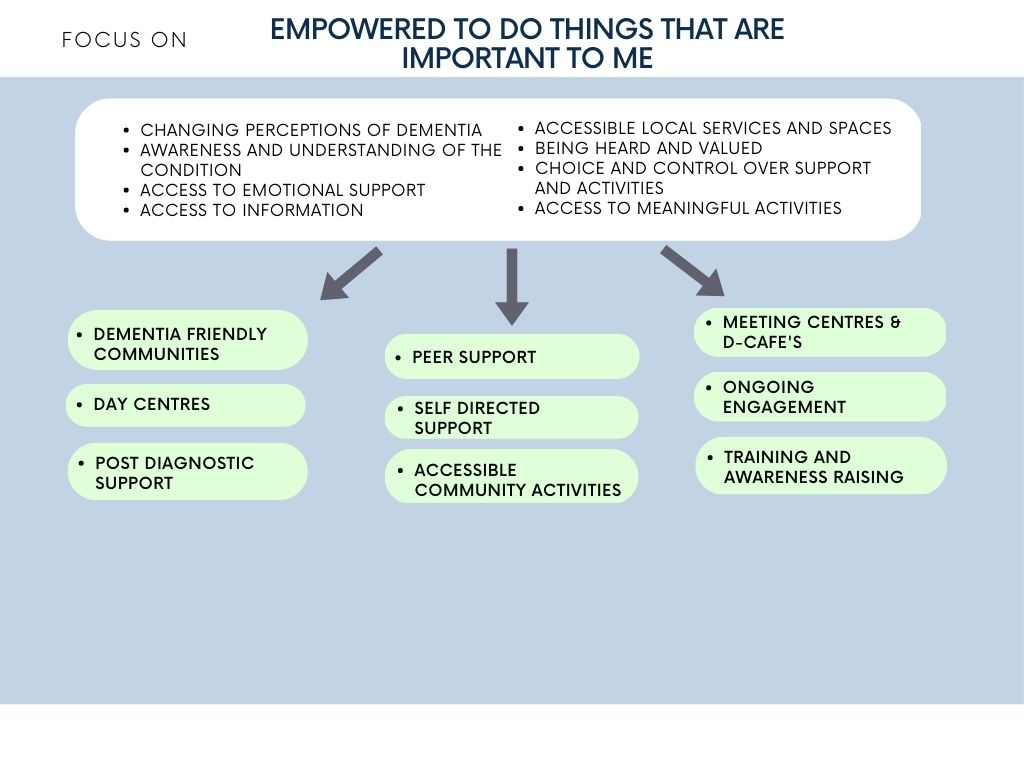 FOCUS ON
EMPOWERED TO DO THINGS THAT ARE
IMPORTANT TO ME
• CHANGING PERCEPTIONS OF DEMENTIA
• AWARENESS AND UNDERSTANDING OF THE
CONDITION
• ACCESS TO EMOTIONAL SUPPORT
• ACCESS TO INFORMATION
• ACCESSIBLE LOCAL SERVICES AND SPACES
• BEING HEARD AND VALUED
• CHOICE AND CONTROL OVER SUPPORT
AND ACTIVITIES
• ACCESS TO MEANINGFUL ACTIVITIES
• DEMENTIA FRIENDLY
COMMUNITIES
• DAY CENTRES
• POST DIAGNOSTIC
SUPPORT
• PEER SUPPORT
• SELF DIRECTED
SUPPORT
• ACCESSIBLE
COMMUNITY ACTIVITIES
• MEETING CENTRES &
D-CAFE'S
• ONGOING
ENGAGEMENT
• TRAINING AND
AWARENESS RAISING